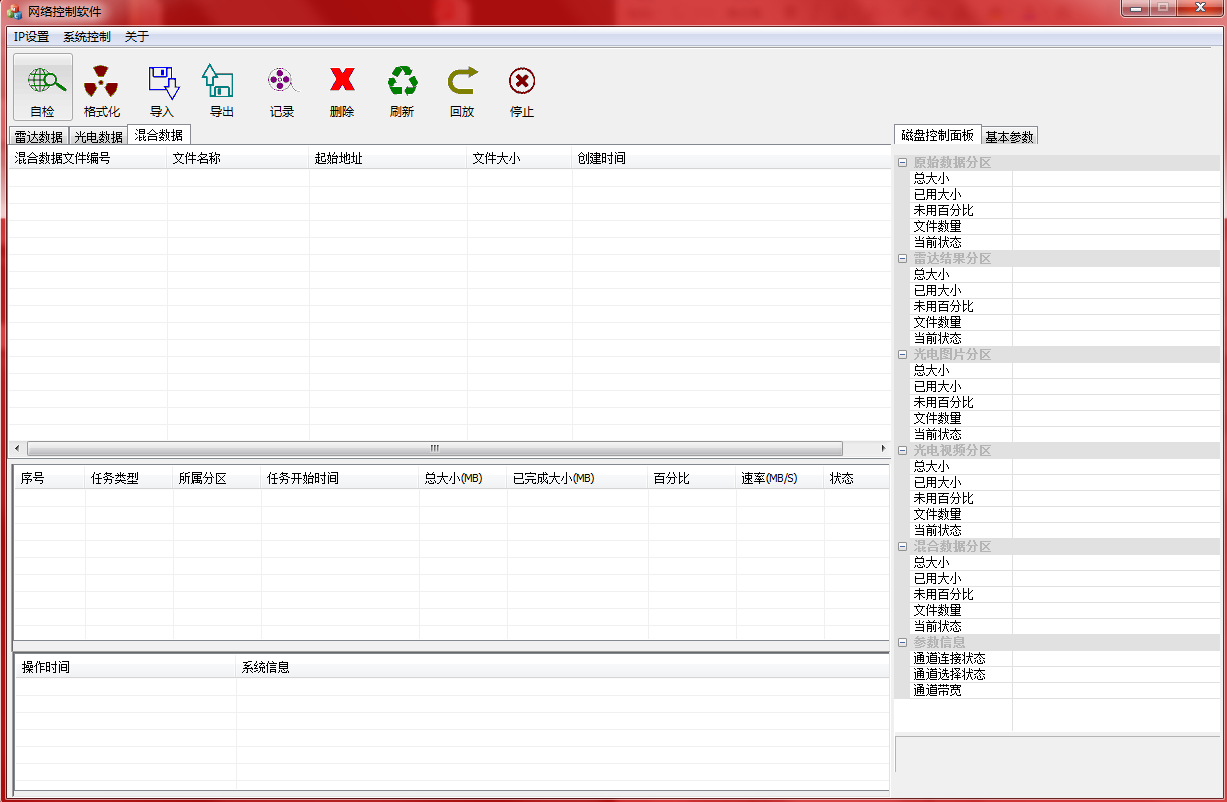 网络控制软件
IP设置 系统控制 关于
自检 格式化 导入 导出 记录 删除 刷新 回放 停止
雷达数据 光电数据 混合数据
混合数据文件编号 文件名称 起始地址 文件大小 创建时间
序号 任务类型 所属分区 任务开始时间 总大小(MB) 已完成大小(MB) 百分比 速率(MB/S) 状态
操作时间 系统信息
磁盘控制面板 基本参数
原始数据分区
总大小
已用大小
未用百分比
文件数量
当前状态
雷达结果分区
总大小
已用大小
未用百分比
文件数量
当前状态
光电图片分区
总大小
已用大小
未用百分比
文件数量
当前状态
光电视频分区
总大小
已用大小
未用百分比
文件数量
当前状态
混合数据分区
总大小
已用大小
未用百分比
文件数量
当前状态
参数信息
通道连接状态
通道选择状态
通道带宽